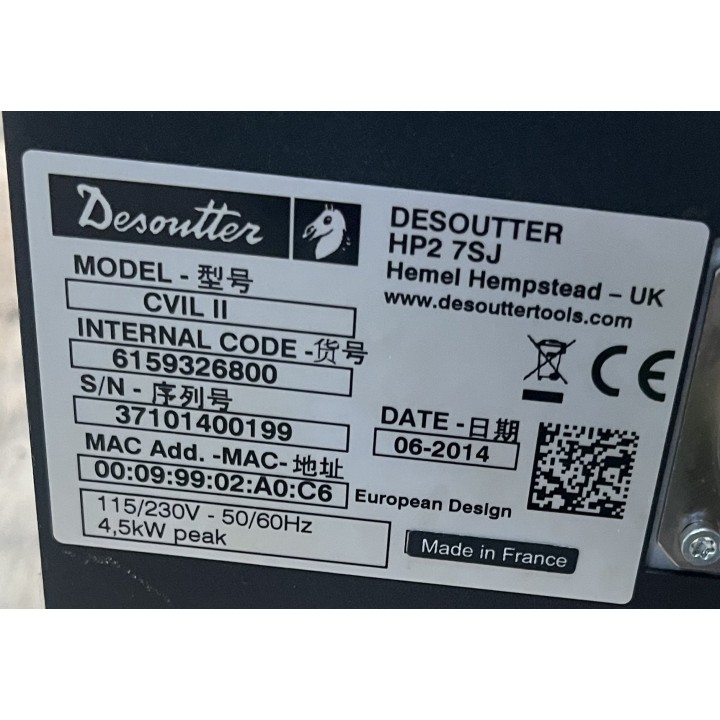 Desoutter
DESOUTTER
HP2 7SJ
Hemel Hempstead – UK
www.desouttertools.com
MODEL - 型号
CVIL II
INTERNAL CODE -货号
6159326800
S/N - 序列号
37101400199
DATE -日期
06-2014
MAC Add. -MAC- 地址
00:09:99:02:A0:C6
European Design
115/230V - 50/60Hz
4,5kW peak
Made in France
CE